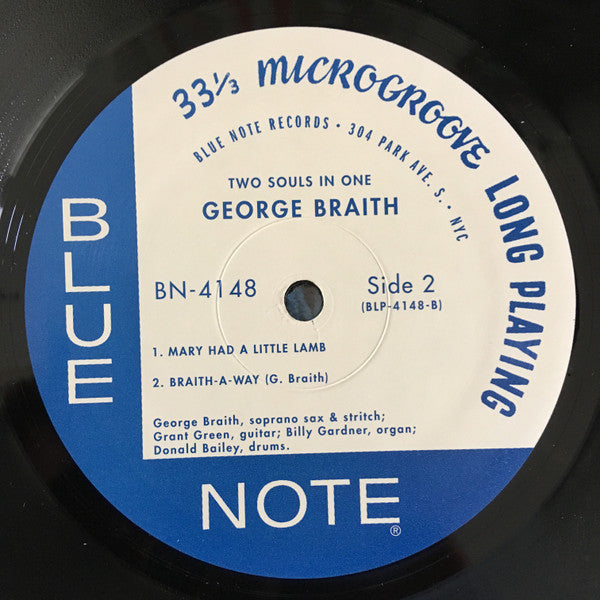 33⅓ MICROGROOVE LONG PLAYING
BLUE NOTE RECORDS • 304 PARK AVE. S. • NYC
TWO SOULS IN ONE
GEORGE BRAITH
BN-4148
Side 2
(BLP-4148-B)
1. MARY HAD A LITTLE LAMB
2. BRAITH-A-WAY (G. Braith)
George Braith, soprano sax & stritch;
Grant Green, guitar; Billy Gardner, organ;
Donald Bailey, drums.
BLUE
NOTE®